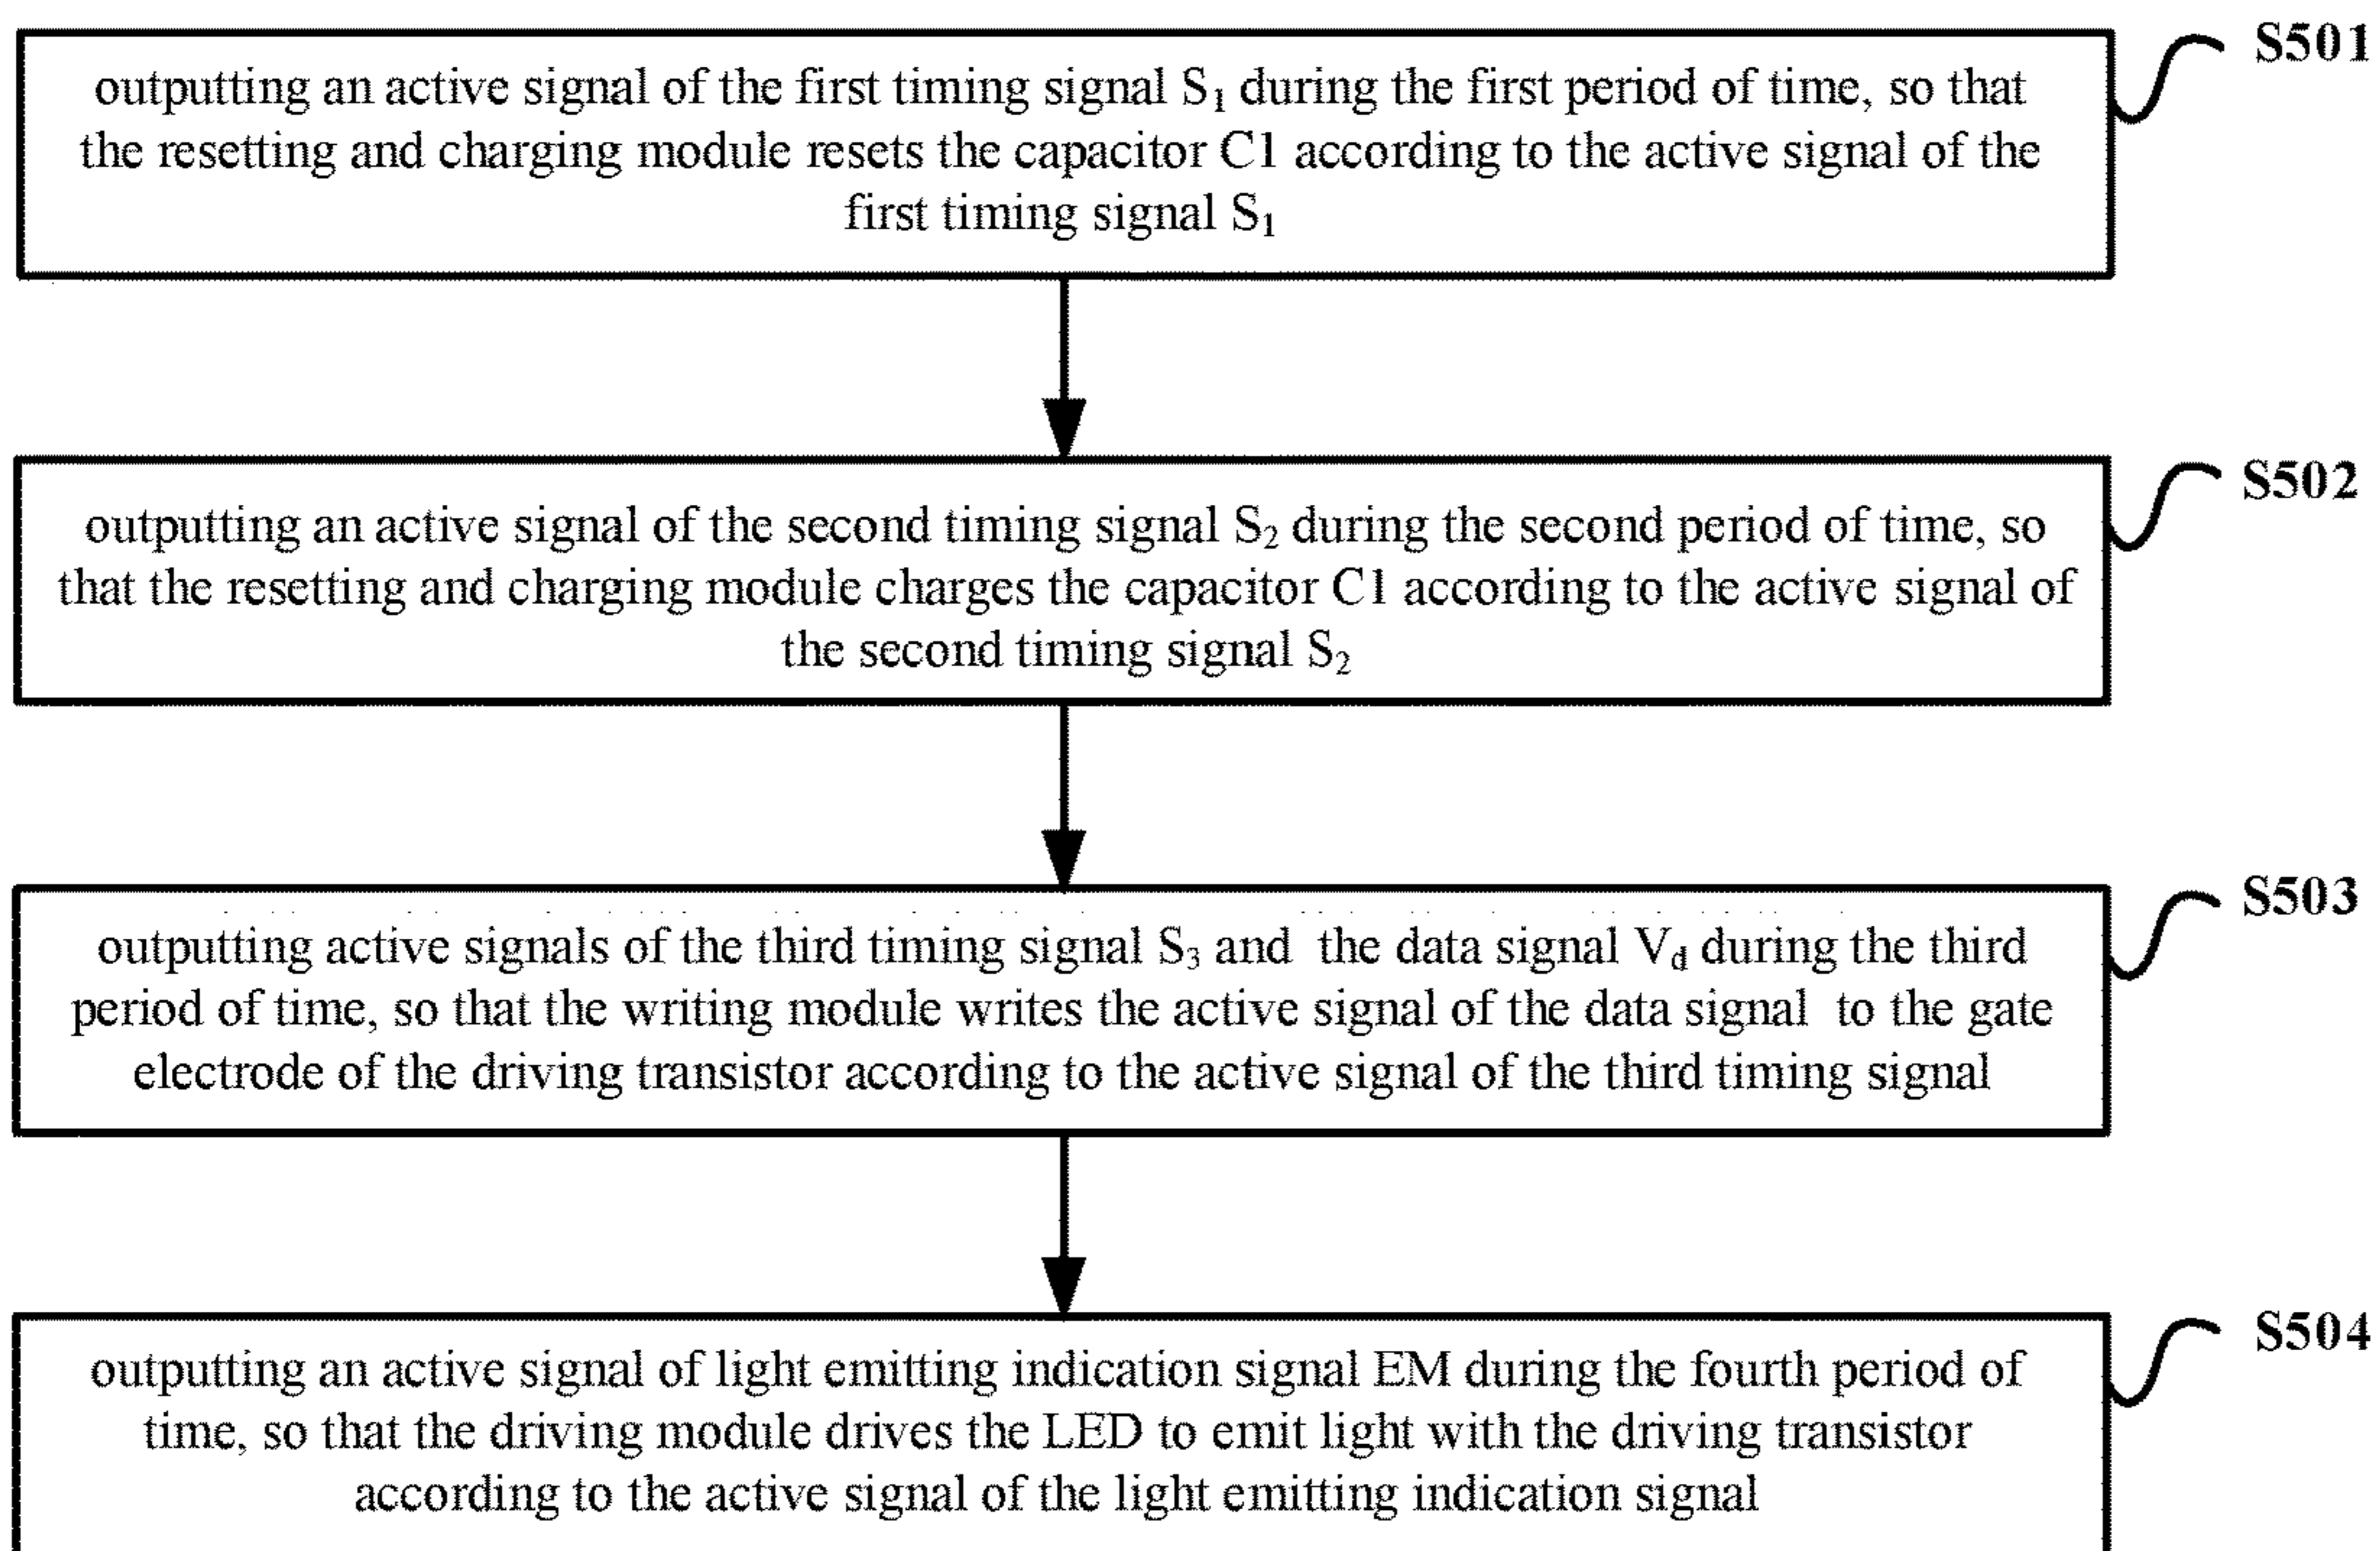 S501
outputting an active signal of the first timing signal S₁ during the first period of time, so that
the resetting and charging module resets the capacitor C1 according to the active signal of the
first timing signal S₁
S502
outputting an active signal of the second timing signal S₂ during the second period of time, so
that the resetting and charging module charges the capacitor C1 according to the active signal of
the second timing signal S₂
S503
outputting active signals of the third timing signal S₃ and the data signal V_d during the third
period of time, so that the writing module writes the active signal of the data signal to the gate
electrode of the driving transistor according to the active signal of the third timing signal
S504
outputting an active signal of light emitting indication signal EM during the fourth period of
time, so that the driving module drives the LED to emit light with the driving transistor
according to the active signal of the light emitting indication signal